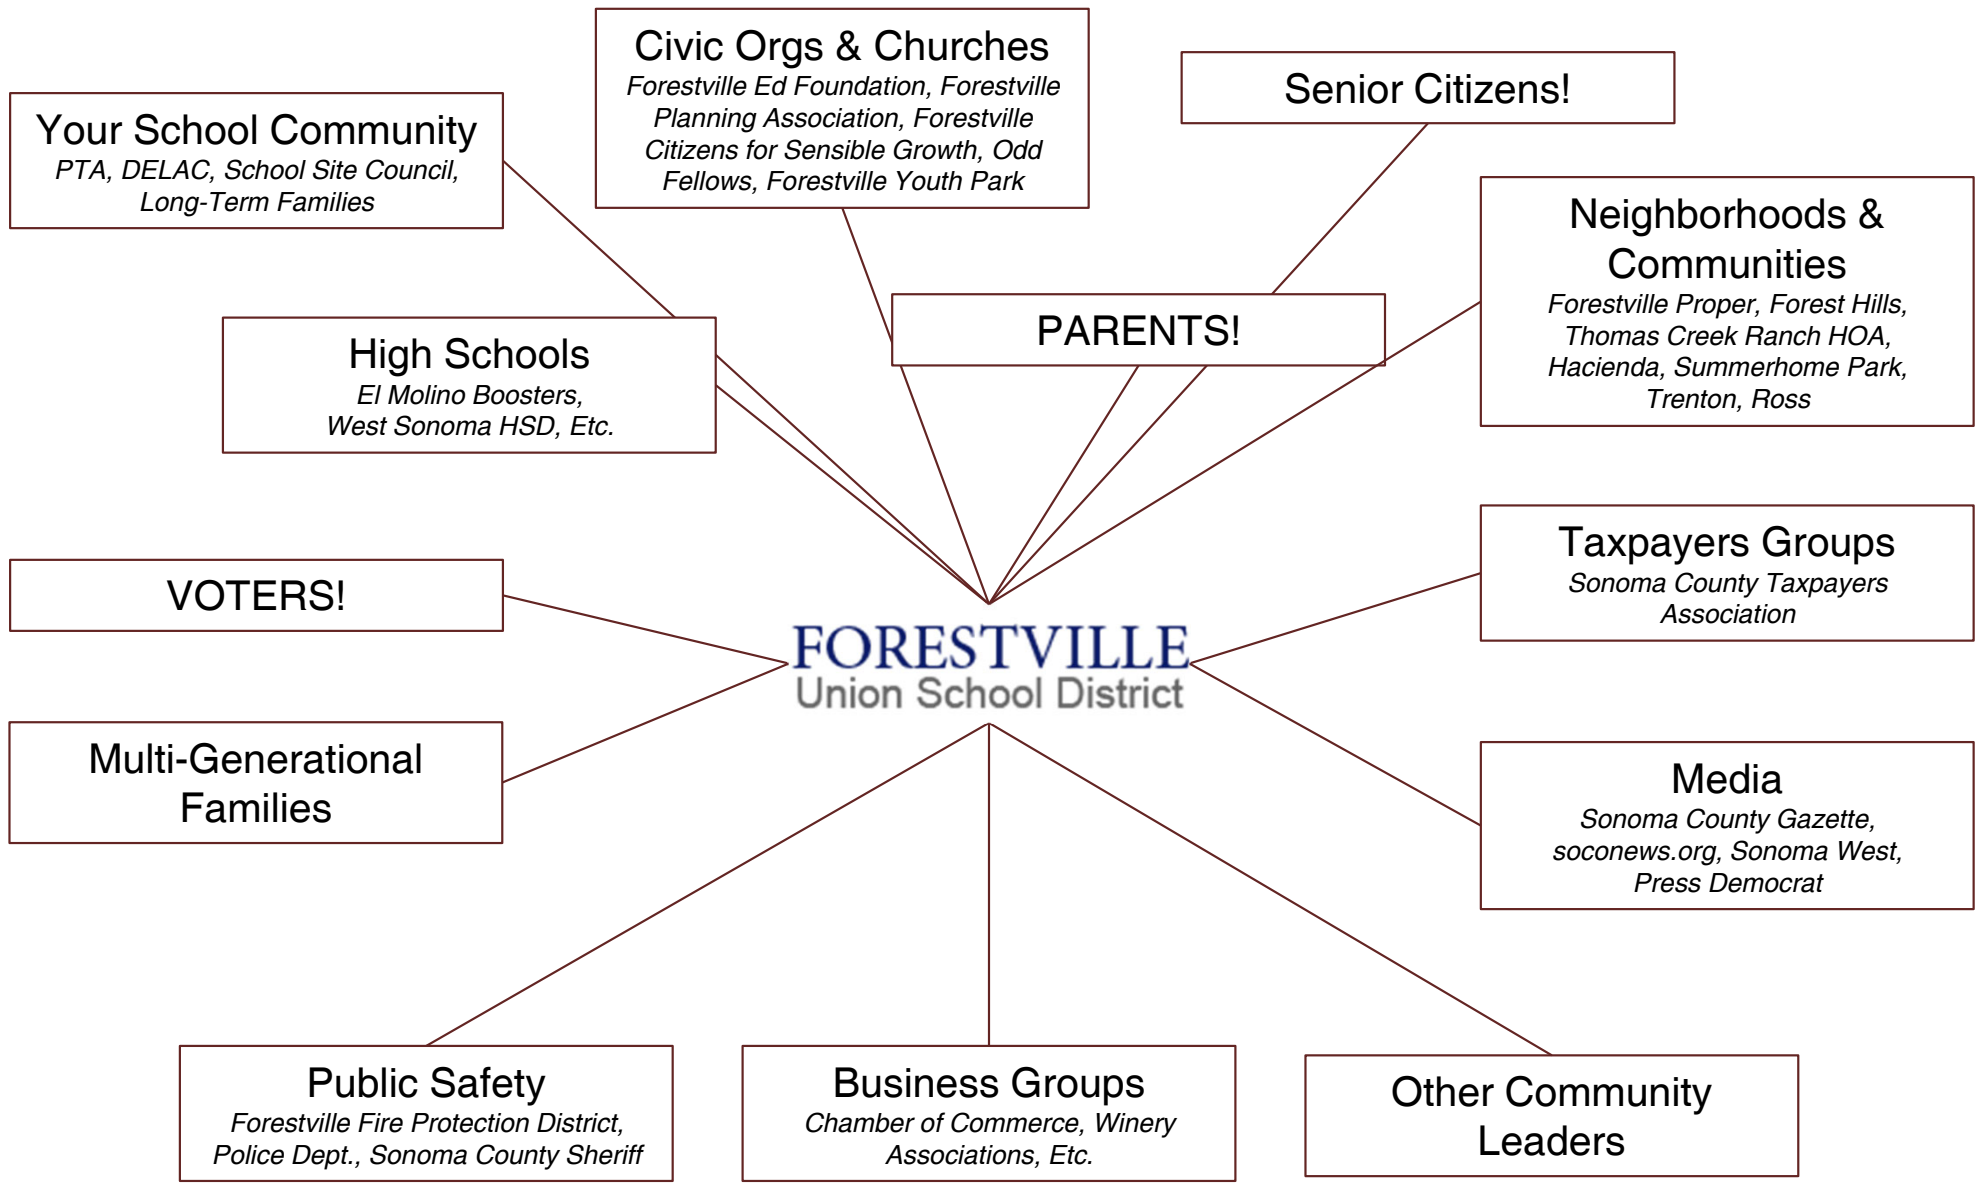 Civic Orgs & Churches
Forestville Ed Foundation, Forestville
Planning Association, Forestville
Citizens for Sensible Growth, Odd
Fellows, Forestville Youth Park
Senior Citizens!
Your School Community
PTA, DELAC, School Site Council,
Long-Term Families
Neighborhoods &
Communities
Forestville Proper, Forest Hills,
Thomas Creek Ranch HOA,
Hacienda, Summerhome Park,
Trenton, Ross
PARENTS!
High Schools
El Molino Boosters,
West Sonoma HSD, Etc.
Taxpayers Groups
Sonoma County Taxpayers
Association
VOTERS!
FORESTVILLE
Union School District
Multi-Generational
Families
Media
Sonoma County Gazette,
soconews.org, Sonoma West,
Press Democrat
Public Safety
Forestville Fire Protection District,
Police Dept., Sonoma County Sheriff
Business Groups
Chamber of Commerce, Winery
Associations, Etc.
Other Community
Leaders